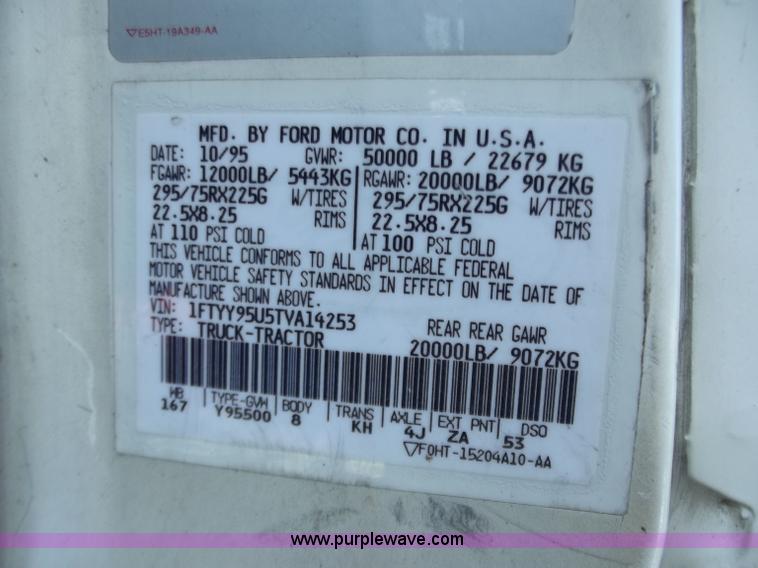 ▽E5HT-19A349-AA
MFD. BY FORD MOTOR CO. IN U.S.A.
DATE: 10/95 GVWR: 50000 LB / 22679 KG
FGAWR: 12000LB/ 5443KG RGAWR: 20000LB/ 9072KG
295/75RX225G W/TIRES 295/75RX225G W/TIRES
22.5X8.25 RIMS 22.5X8.25 RIMS
AT 110 PSI COLD AT 100 PSI COLD
THIS VEHICLE CONFORMS TO ALL APPLICABLE FEDERAL
MOTOR VEHICLE SAFETY STANDARDS IN EFFECT ON THE DATE OF
MANUFACTURE SHOWN ABOVE.
VIN: 1FTYY95U5TVA14253 REAR REAR GAWR
TYPE: TRUCK-TRACTOR 20000LB/ 9072KG
WB TYPE-GVW BODY TRANS AXLE EXT PNT DSO
167 Y95500 8 KH 4J ZA 53
▽F0HT-15204A10-AA
www.purplewave.com